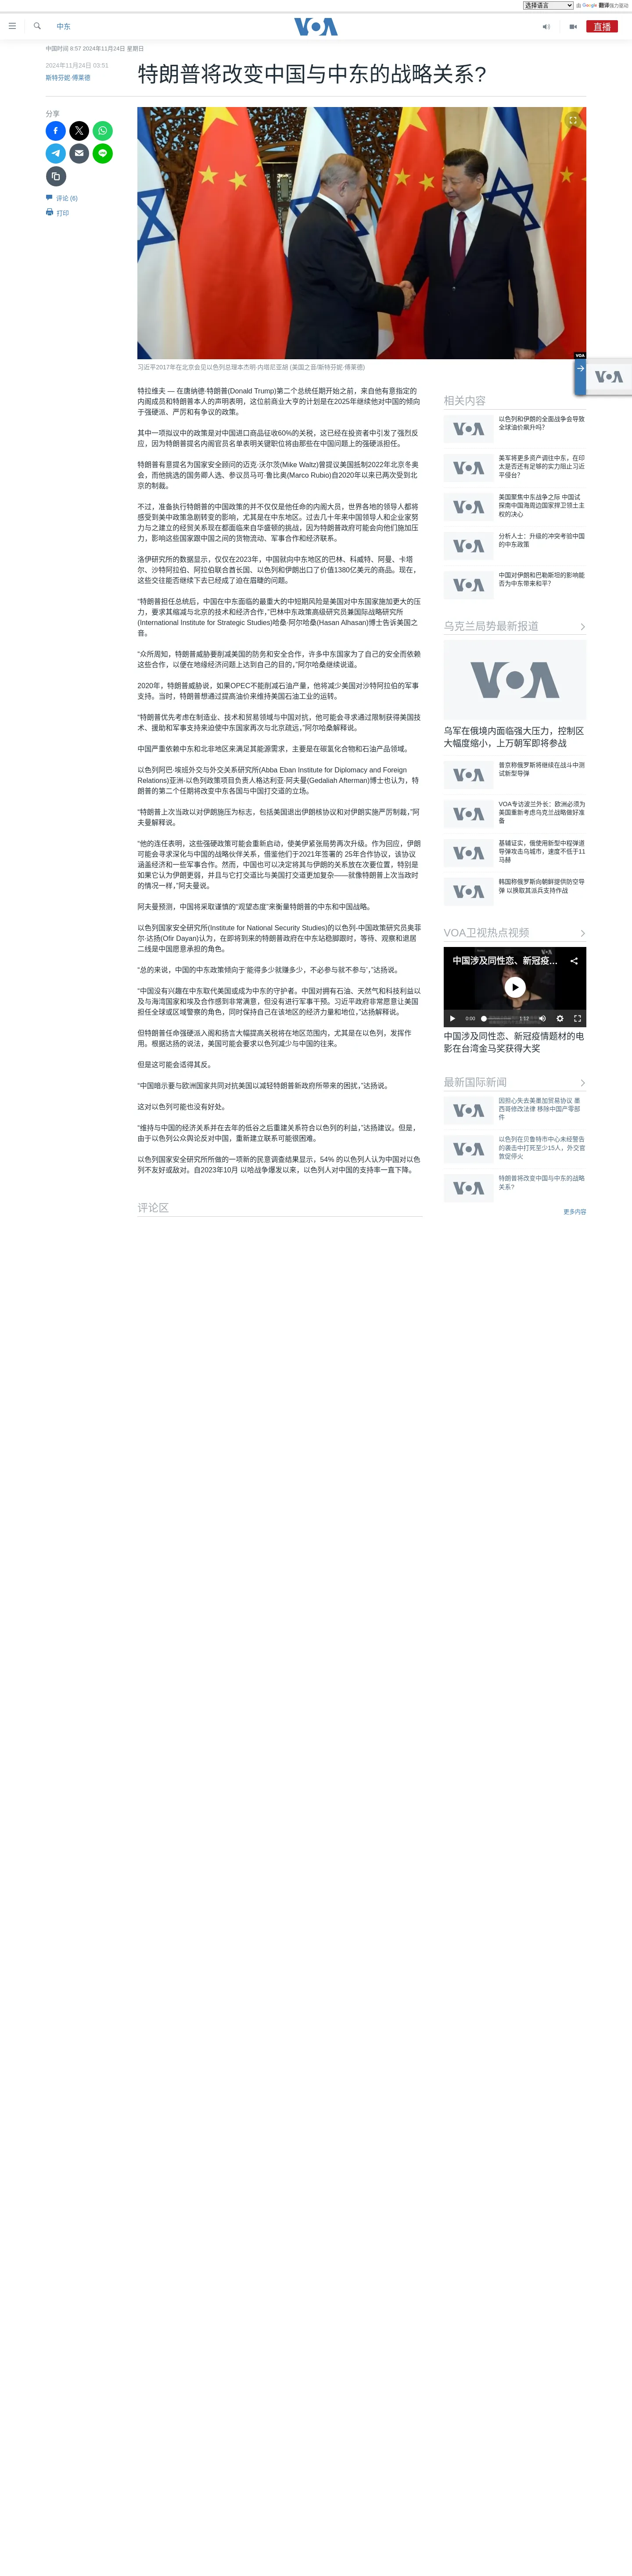 选择语言
由 Google 翻译强力驱动
中东
VOA
直播
中国时间 8:57 2024年11月24日 星期日
2024年11月24日 03:51
斯特芬妮·傅莱德
特朗普将改变中国与中东的战略关系?
分享
评论 (6)
打印
VOA
习近平2017年在北京会见以色列总理本杰明·内塔尼亚胡 (美国之音/斯特芬妮·傅莱德)
特拉维夫 — 在唐纳德·特朗普(Donald Trump)第二个总统任期开始之前，来自他有意指定的
内阁成员和特朗普本人的声明表明，这位前商业大亨的计划是在2025年继续他对中国的倾向
于强硬派、严厉和有争议的政策。
其中一项拟议中的政策是对中国进口商品征收60%的关税，这已经在投资者中引发了强烈反
应，因为特朗普提名内阁官员名单表明关键职位将由那些在中国问题上的强硬派担任。
特朗普有意提名为国家安全顾问的迈克·沃尔茨(Mike Waltz)曾提议美国抵制2022年北京冬奥
会，而他挑选的国务卿人选、参议员马可·鲁比奥(Marco Rubio)自2020年以来已两次受到北
京的制裁。
不过，准备执行特朗普的中国政策的并不仅仅是他任命的内阁大员，世界各地的领导人都将
感受到美中政策急剧转变的影响，尤其是在中东地区。过去几十年来中国领导人和企业家努
力与之建立的经贸关系现在都面临来自华盛顿的挑战，因为特朗普政府可能会向他们施加压
力，影响这些国家跟中国之间的货物流动、军事合作和经济联系。
洛伊研究所的数据显示，仅仅在2023年，中国就向中东地区的巴林、科威特、阿曼、卡塔
尔、沙特阿拉伯、阿拉伯联合酋长国、以色列和伊朗出口了价值1380亿美元的商品。现在，
这些交往能否继续下去已经成了迫在眉睫的问题。
“特朗普担任总统后，中国在中东面临的最重大的中短期风险是美国对中东国家施加更大的压
力，要求其缩减与北京的技术和经济合作，”巴林中东政策高级研究员兼国际战略研究所
(International Institute for Strategic Studies)哈桑·阿尔哈桑(Hasan Alhasan)博士告诉美国之
音。
“众所周知，特朗普威胁要削减美国的防务和安全合作，许多中东国家为了自己的安全而依赖
这些合作，以便在地缘经济问题上达到自己的目的，”阿尔哈桑继续说道。
2020年，特朗普威胁说，如果OPEC不能削减石油产量，他将减少美国对沙特阿拉伯的军事
支持。当时，特朗普想通过提高油价来维持美国石油工业的运转。
“特朗普优先考虑在制造业、技术和贸易领域与中国对抗，他可能会寻求通过限制获得美国技
术、援助和军事支持来迫使中东国家再次与北京疏远，”阿尔哈桑解释说。
中国严重依赖中东和北非地区来满足其能源需求，主要是在碳氢化合物和石油产品领域。
以色列阿巴·埃班外交与外交关系研究所(Abba Eban Institute for Diplomacy and Foreign
Relations)亚洲-以色列政策项目负责人格达利亚·阿夫曼(Gedaliah Afterman)博士也认为，特
朗普的第二个任期将改变中东各国与中国打交道的立场。
“特朗普上次当政以对伊朗施压为标志，包括美国退出伊朗核协议和对伊朗实施严厉制裁，”阿
夫曼解释说。
“他的连任表明，这些强硬政策可能会重新启动，使美伊紧张局势再次升级。作为回应，伊朗
可能会寻求深化与中国的战略伙伴关系，借鉴他们于2021年签署的 25年合作协议，该协议
涵盖经济和一些军事合作。然而，中国也可以决定将其与伊朗的关系放在次要位置，特别是
如果它认为伊朗更弱，并且与它打交道比与美国打交道更加复杂——就像特朗普上次当政时
的情况一样，”阿夫曼说。
阿夫曼预测，中国将采取谨慎的“观望态度”来衡量特朗普的中东和中国战略。
以色列国家安全研究所(Institute for National Security Studies)的以色列-中国政策研究员奥菲
尔·达扬(Ofir Dayan)认为，在即将到来的特朗普政府在中东站稳脚跟时，等待、观察和退居
二线是中国愿意承担的角色。
“总的来说，中国的中东政策倾向于‘能得多少就赚多少，不必参与就不参与’，”达扬说。
“中国没有兴趣在中东取代美国或成为中东的守护者。中国对拥有石油、天然气和科技利益以
及与海湾国家和埃及合作感到非常满意，但没有进行军事干预。习近平政府非常愿意让美国
担任全球或区域警察的角色，同时保持自己在该地区的经济力量和地位，”达扬解释说。
但特朗普任命强硬派入阁和扬言大幅提高关税将在地区范围内，尤其是在以色列，发挥作
用。根据达扬的说法，美国可能会要求以色列减少与中国的往来。
但是这可能会适得其反。
“中国暗示要与欧洲国家共同对抗美国以减轻特朗普新政府所带来的困扰，”达扬说。
这对以色列可能也没有好处。
“维持与中国的经济关系并在去年的低谷之后重建关系符合以色列的利益，”达扬建议。但是，
由于以色列公众舆论反对中国，重新建立联系可能很困难。
以色列国家安全研究所所做的一项新的民意调查结果显示，54% 的以色列人认为中国对以色
列不友好或敌对。自2023年10月 以哈战争爆发以来，以色列人对中国的支持率一直下降。
评论区
相关内容
以色列和伊朗的全面战争会导致
全球油价飙升吗?
美军将更多资产调往中东，在印
太是否还有足够的实力阻止习近
平侵台?
美国聚焦中东战争之际 中国试
探南中国海周边国家捍卫领土主
权的决心
分析人士：升级的冲突考验中国
的中东政策
中国对伊朗和巴勒斯坦的影响能
否为中东带来和平?
乌克兰局势最新报道
乌军在俄境内面临强大压力，控制区
大幅度缩小，上万朝军即将参战
普京称俄罗斯将继续在战斗中测
试新型导弹
VOA专访波兰外长：欧洲必须为
美国重新考虑乌克兰战略做好准
备
基辅证实，俄使用新型中程弹道
导弹攻击乌城市，速度不低于11
马赫
韩国称俄罗斯向朝鲜提供防空导
弹 以换取其派兵支持作战
VOA卫视热点视频
中国涉及同性恋、新冠疫...
0:00
1:12
中国涉及同性恋、新冠疫情题材的电
影在台湾金马奖获得大奖
最新国际新闻
因担心失去美墨加贸易协议 墨
西哥修改法律 移除中国产零部
件
以色列在贝鲁特市中心未经警告
的袭击中打死至少15人，外交官
敦促停火
特朗普将改变中国与中东的战略
关系?
更多内容